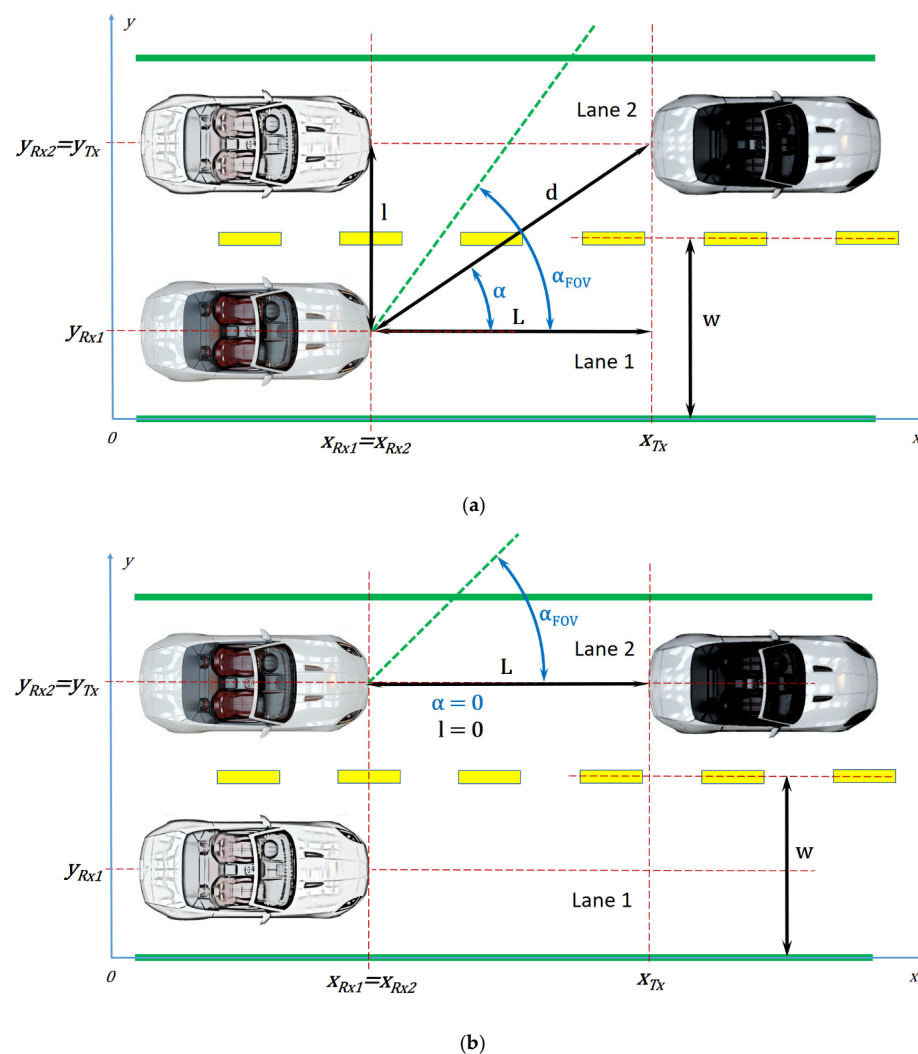 y
Lane 2
y_Rx2=y_Tx
d
l
α_FOV
α
w
y_Rx1
L
Lane 1
0
x_Rx1=x_Rx2
x_Tx
x
(a)
y
α_FOV
Lane 2
L
y_Rx2=y_Tx
α = 0
l = 0
w
y_Rx1
Lane 1
0
x_Rx1=x_Rx2
x_Tx
x
(b)